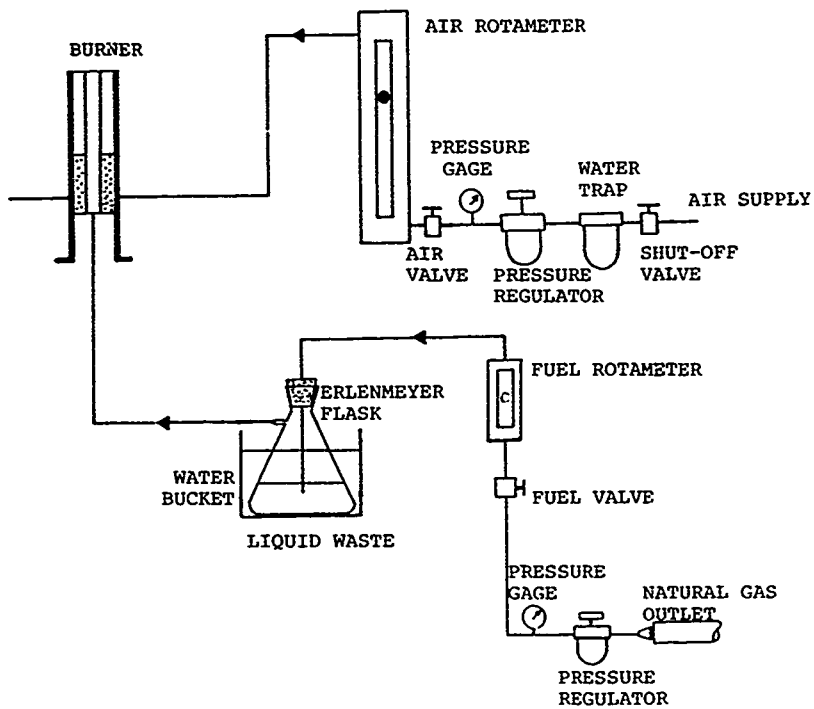 AIR ROTAMETER
BURNER
PRESSURE
GAGE
WATER
TRAP
AIR SUPPLY
AIR
VALVE
PRESSURE
REGULATOR
SHUT-OFF
VALVE
FUEL ROTAMETER
C
ERLENMEYER
FLASK
WATER
BUCKET
FUEL VALVE
LIQUID WASTE
PRESSURE
GAGE
NATURAL GAS
OUTLET
PRESSURE
REGULATOR